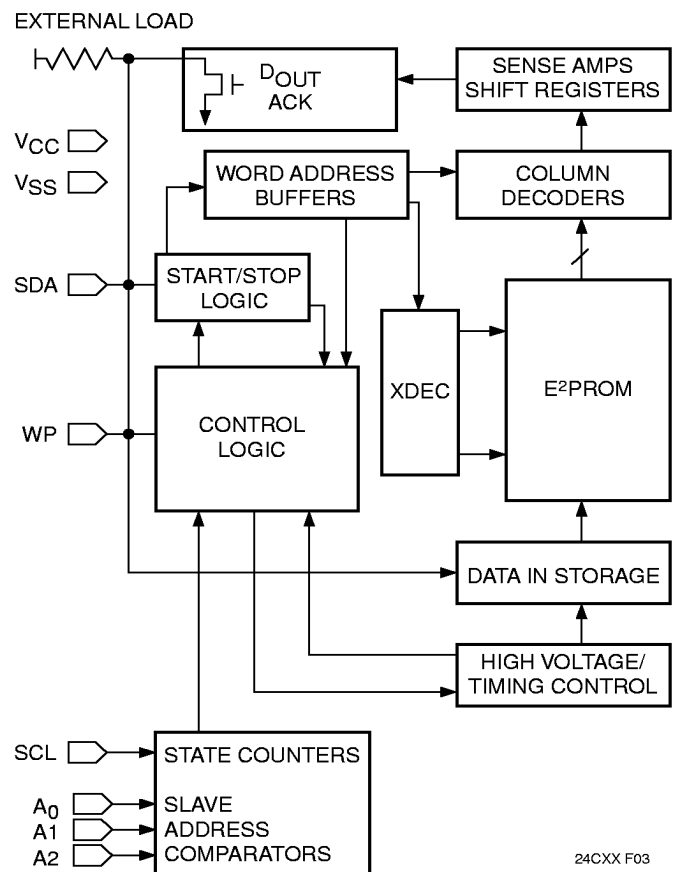 EXTERNAL LOAD
DOUT
ACK
SENSE AMPS
SHIFT REGISTERS
VCC
VSS
WORD ADDRESS
BUFFERS
COLUMN
DECODERS
SDA
START/STOP
LOGIC
XDEC
E²PROM
WP
CONTROL
LOGIC
DATA IN STORAGE
HIGH VOLTAGE/
TIMING CONTROL
SCL
STATE COUNTERS
A0
SLAVE
A1
ADDRESS
A2
COMPARATORS
24CXX F03